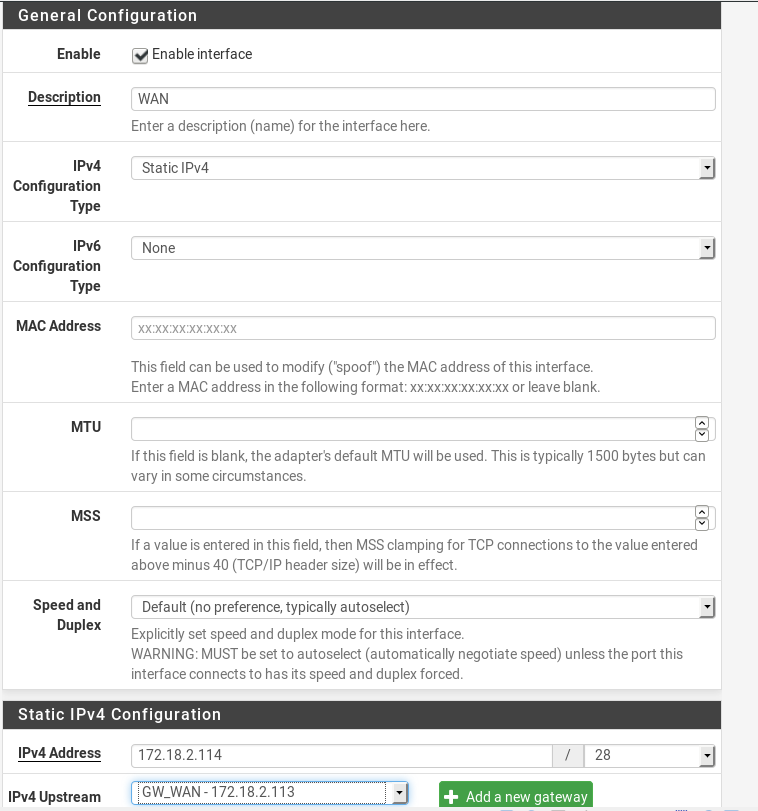 General Configuration
Enable
Enable interface
Description
WAN
Enter a description (name) for the interface here.
IPv4
Configuration
Type
Static IPv4
IPv6
Configuration
Type
None
MAC Address
xx:xx:xx:xx:xx:xx
This field can be used to modify ("spoof") the MAC address of this interface.
Enter a MAC address in the following format: xx:xx:xx:xx:xx:xx or leave blank.
MTU
If this field is blank, the adapter's default MTU will be used. This is typically 1500 bytes but can
vary in some circumstances.
MSS
If a value is entered in this field, then MSS clamping for TCP connections to the value entered
above minus 40 (TCP/IP header size) will be in effect.
Speed and
Duplex
Default (no preference, typically autoselect)
Explicitly set speed and duplex mode for this interface.
WARNING: MUST be set to autoselect (automatically negotiate speed) unless the port this
interface connects to has its speed and duplex forced.
Static IPv4 Configuration
IPv4 Address
172.18.2.114 / 28
IPv4 Upstream
GW_WAN - 172.18.2.113
Add a new gateway